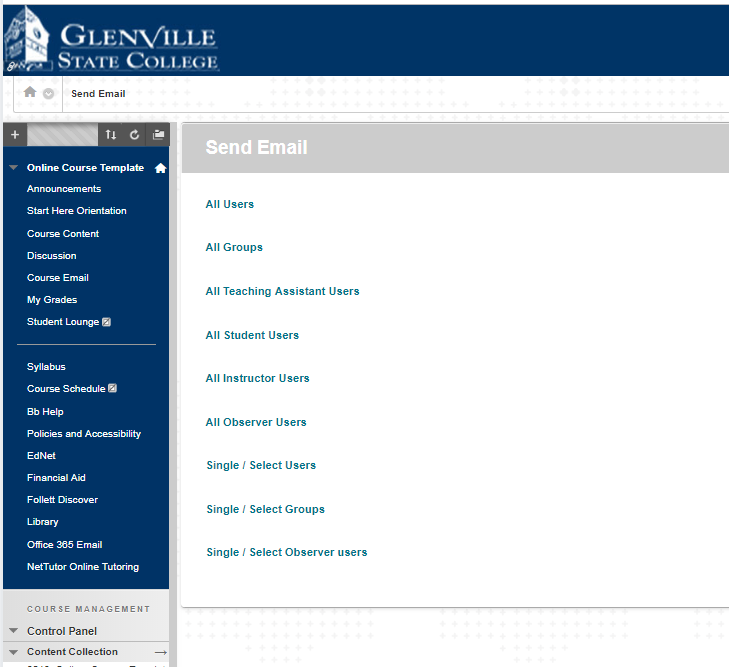 GLENVILLE
STATE COLLEGE
Send Email
Send Email
Online Course Template
Announcements
Start Here Orientation
Course Content
Discussion
Course Email
My Grades
Student Lounge
Syllabus
Course Schedule
Bb Help
Policies and Accessibility
EdNet
Financial Aid
Follett Discover
Library
Office 365 Email
NetTutor Online Tutoring
COURSE MANAGEMENT
Control Panel
Content Collection
All Users
All Groups
All Teaching Assistant Users
All Student Users
All Instructor Users
All Observer Users
Single / Select Users
Single / Select Groups
Single / Select Observer users